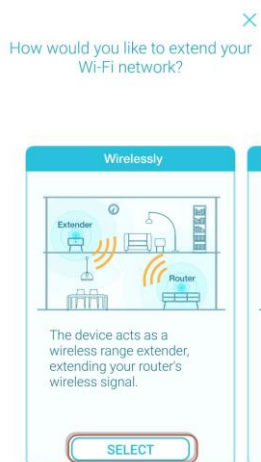 How would you like to extend your
Wi-Fi network?
Wirelessly
Extender
Router
The device acts as a
wireless range extender,
extending your router's
wireless signal.
SELECT